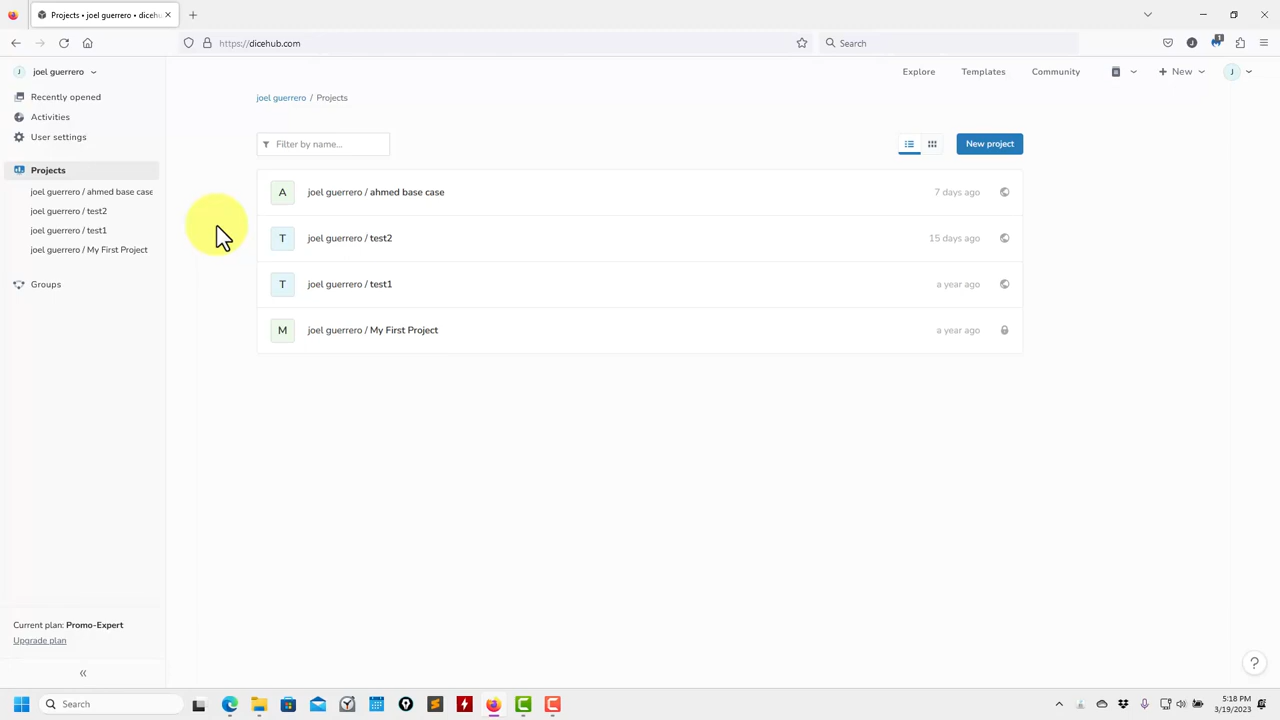 Projects • joel guerrero • dicehu
https://dicehub.com
Search
joel guerrero
Explore
Templates
Community
New
J
Recently opened
Activities
User settings
Projects
joel guerrero / ahmed base case
joel guerrero / test2
joel guerrero / test1
joel guerrero / My First Project
Groups
joel guerrero / Projects
Filter by name...
New project
A
joel guerrero / ahmed base case
7 days ago
T
joel guerrero / test2
15 days ago
T
joel guerrero / test1
a year ago
M
joel guerrero / My First Project
a year ago
Current plan: Promo-Expert
Upgrade plan
«
?
Search
5:18 PM
3/19/2023